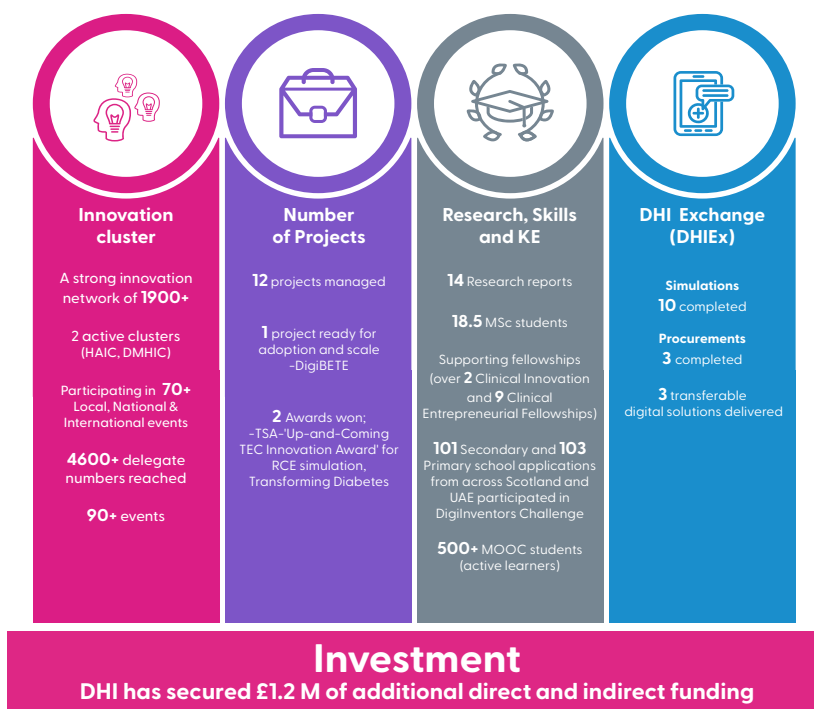 Innovation
cluster
A strong innovation
network of 1900+
2 active clusters
(HAIC, DMHIC)
Participating in 70+
Local, National &
International events
4600+ delegate
numbers reached
90+ events
Number
of Projects
12 projects managed
1 project ready for
adoption and scale
-DigiBETE
2 Awards won;
-TSA-'Up-and-Coming
TEC Innovation Award' for
RCE simulation,
Transforming Diabetes
Research, Skills
and KE
14 Research reports
18.5 MSc students
Supporting fellowships
(over 2 Clinical Innovation
and 9 Clinical
Entrepreneurial Fellowships)
101 Secondary and 103
Primary school applications
from across Scotland and
UAE participated in
DigiInventors Challenge
500+ MOOC students
(active learners)
DHI Exchange
(DHIEx)
Simulations
10 completed
Procurements
3 completed
3 transferable
digital solutions delivered
Investment
DHI has secured £1.2 M of additional direct and indirect funding